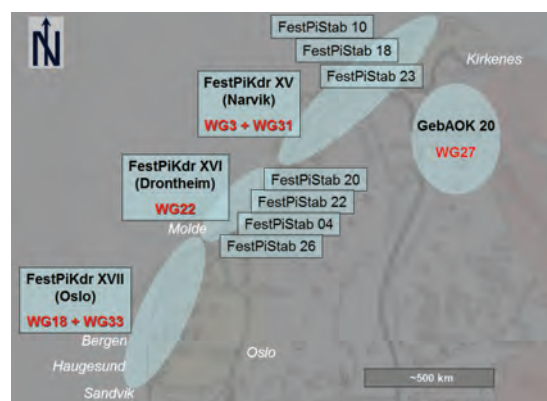 N
FestPiStab 10
FestPiStab 18
FestPiStab 23
Kirkenes
FestPiKdr XV
(Narvik)
WG3 + WG31
GebAOK 20
WG27
FestPiKdr XVI
(Drontheim)
WG22
Molde
FestPiStab 20
FestPiStab 22
FestPiStab 04
FestPiStab 26
FestPiKdr XVII
(Oslo)
WG18 + WG33
Bergen
Haugesund
Sandvik
Oslo
~500 km